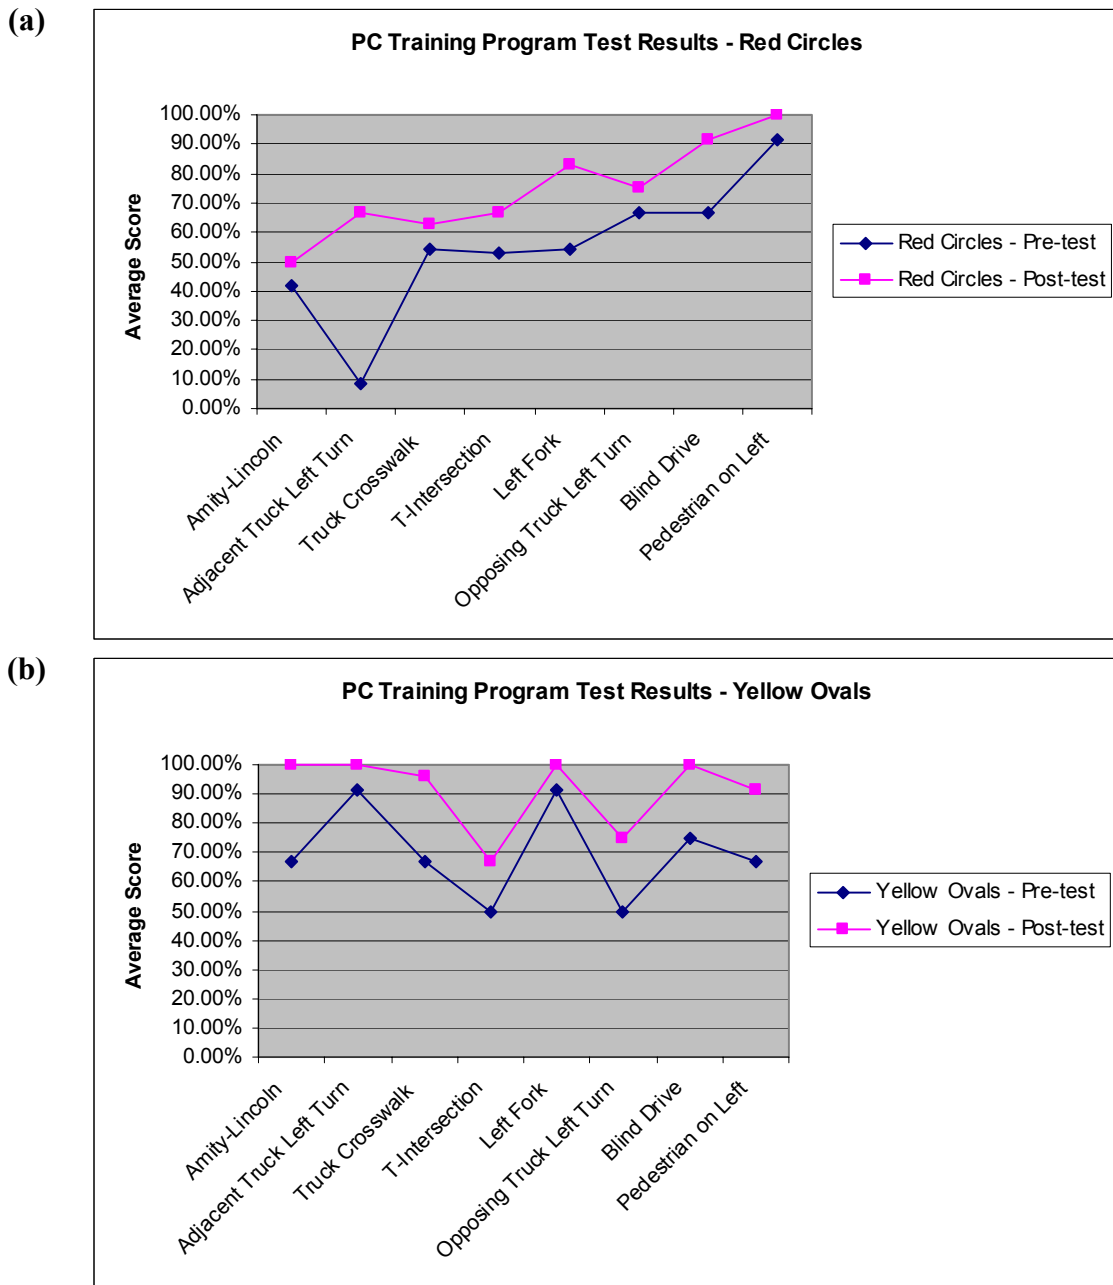 (a)
PC Training Program Test Results - Red Circles
100.00%
90.00%
80.00%
70.00%
60.00%
50.00%
40.00%
30.00%
20.00%
10.00%
0.00%
Average Score
Amity-Lincoln
Adjacent Truck Left Turn
Truck Crosswalk
T-Intersection
Left Fork
Opposing Truck Left Turn
Blind Drive
Pedestrian on Left
Red Circles - Pre-test
Red Circles - Post-test
(b)
PC Training Program Test Results - Yellow Ovals
100.00%
90.00%
80.00%
70.00%
60.00%
50.00%
40.00%
30.00%
20.00%
10.00%
0.00%
Average Score
Amity-Lincoln
Adjacent Truck Left Turn
Truck Crosswalk
T-Intersection
Left Fork
Opposing Truck Left Turn
Blind Drive
Pedestrian on Left
Yellow Ovals - Pre-test
Yellow Ovals - Post-test